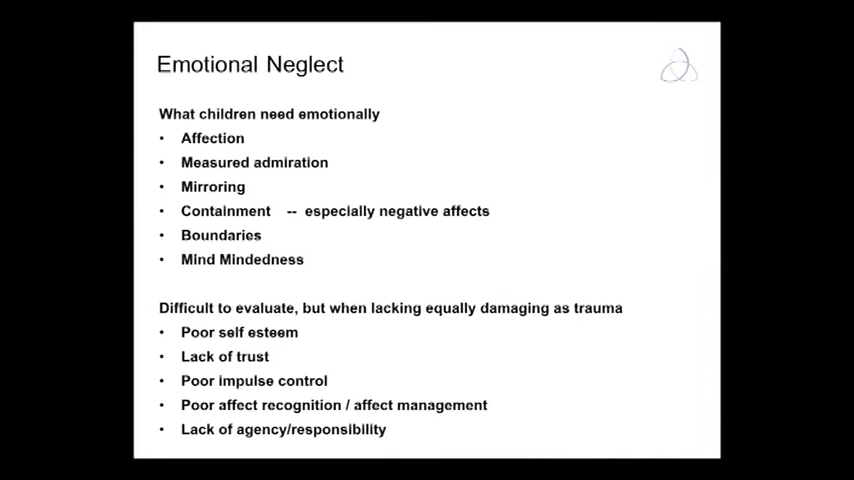 Emotional Neglect
What children need emotionally
• Affection
• Measured admiration
• Mirroring
• Containment -- especially negative affects
• Boundaries
• Mind Mindedness
Difficult to evaluate, but when lacking equally damaging as trauma
• Poor self esteem
• Lack of trust
• Poor impulse control
• Poor affect recognition / affect management
• Lack of agency/responsibility